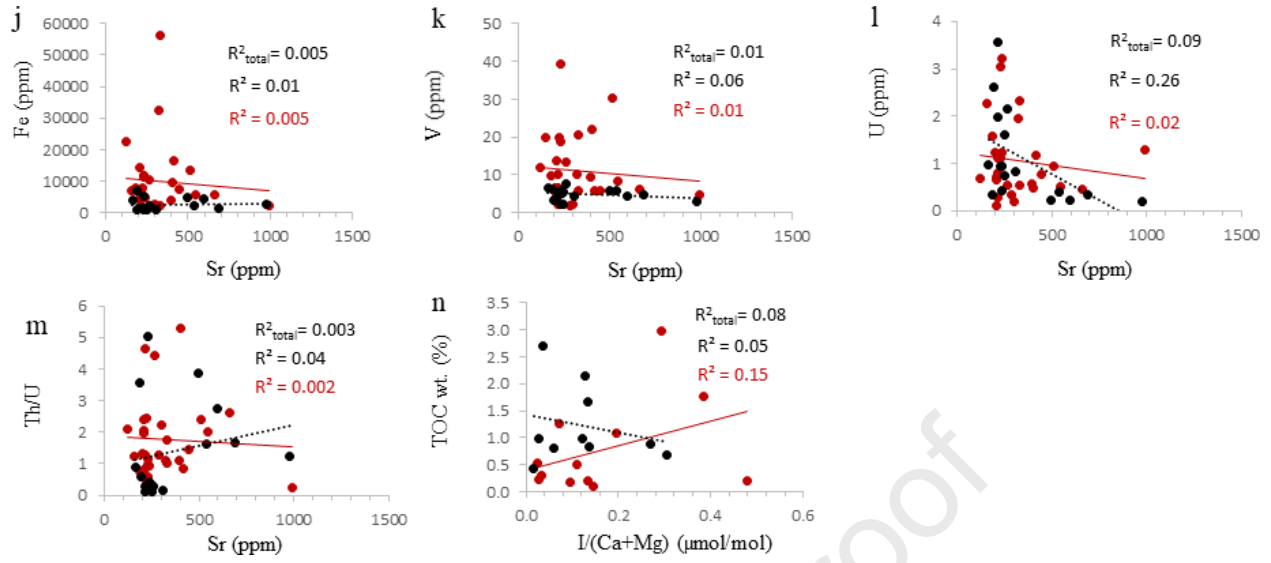 j
Fe (ppm)
60000
50000
40000
30000
20000
10000
0
0 500 1000 1500
Sr (ppm)
R²total= 0.005
R² = 0.01
R² = 0.005
k
V (ppm)
50
40
30
20
10
0
0 500 1000 1500
Sr (ppm)
R²total= 0.01
R² = 0.06
R² = 0.01
l
U (ppm)
4
3
2
1
0
0 500 1000 1500
Sr (ppm)
R²total= 0.09
R² = 0.26
R² = 0.02
m
Th/U
6
5
4
3
2
1
0
0 500 1000 1500
Sr (ppm)
R²total= 0.003
R² = 0.04
R² = 0.002
n
TOC wt. (%)
3.5
3.0
2.5
2.0
1.5
1.0
0.5
0.0
0.0 0.2 0.4 0.6
I/(Ca+Mg) (μmol/mol)
R²total= 0.08
R² = 0.05
R² = 0.15
roof